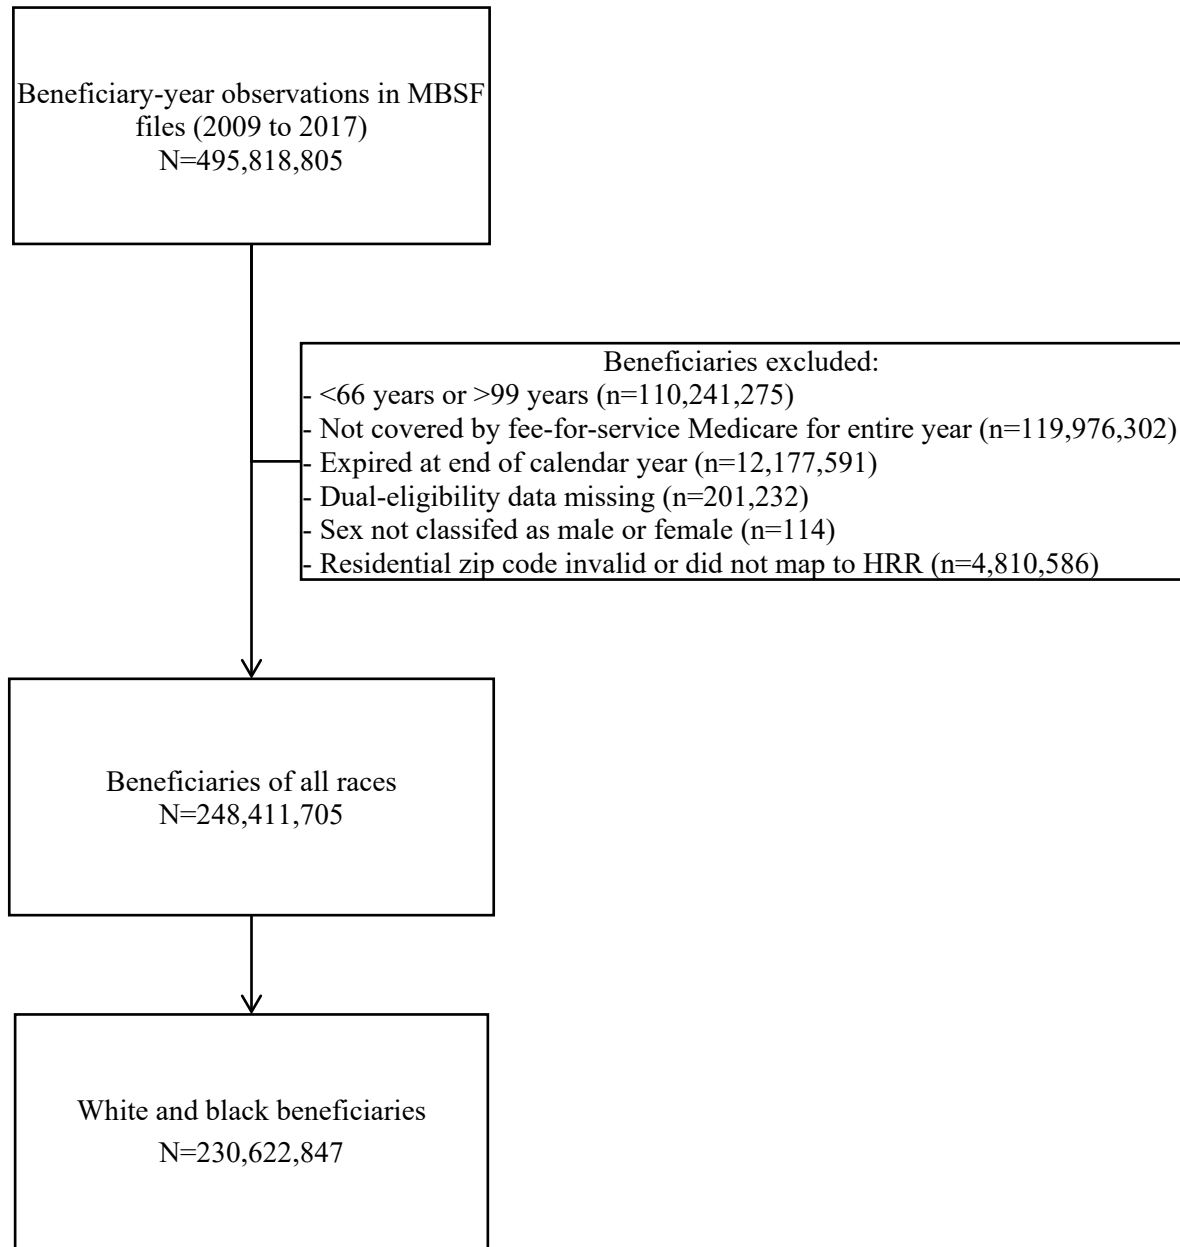 Beneficiary-year observations in MBSF
files (2009 to 2017)
N=495,818,805
Beneficiaries excluded:
- <66 years or >99 years (n=110,241,275)
- Not covered by fee-for-service Medicare for entire year (n=119,976,302)
- Expired at end of calendar year (n=12,177,591)
- Dual-eligibility data missing (n=201,232)
- Sex not classifed as male or female (n=114)
- Residential zip code invalid or did not map to HRR (n=4,810,586)
Beneficiaries of all races
N=248,411,705
White and black beneficiaries
N=230,622,847